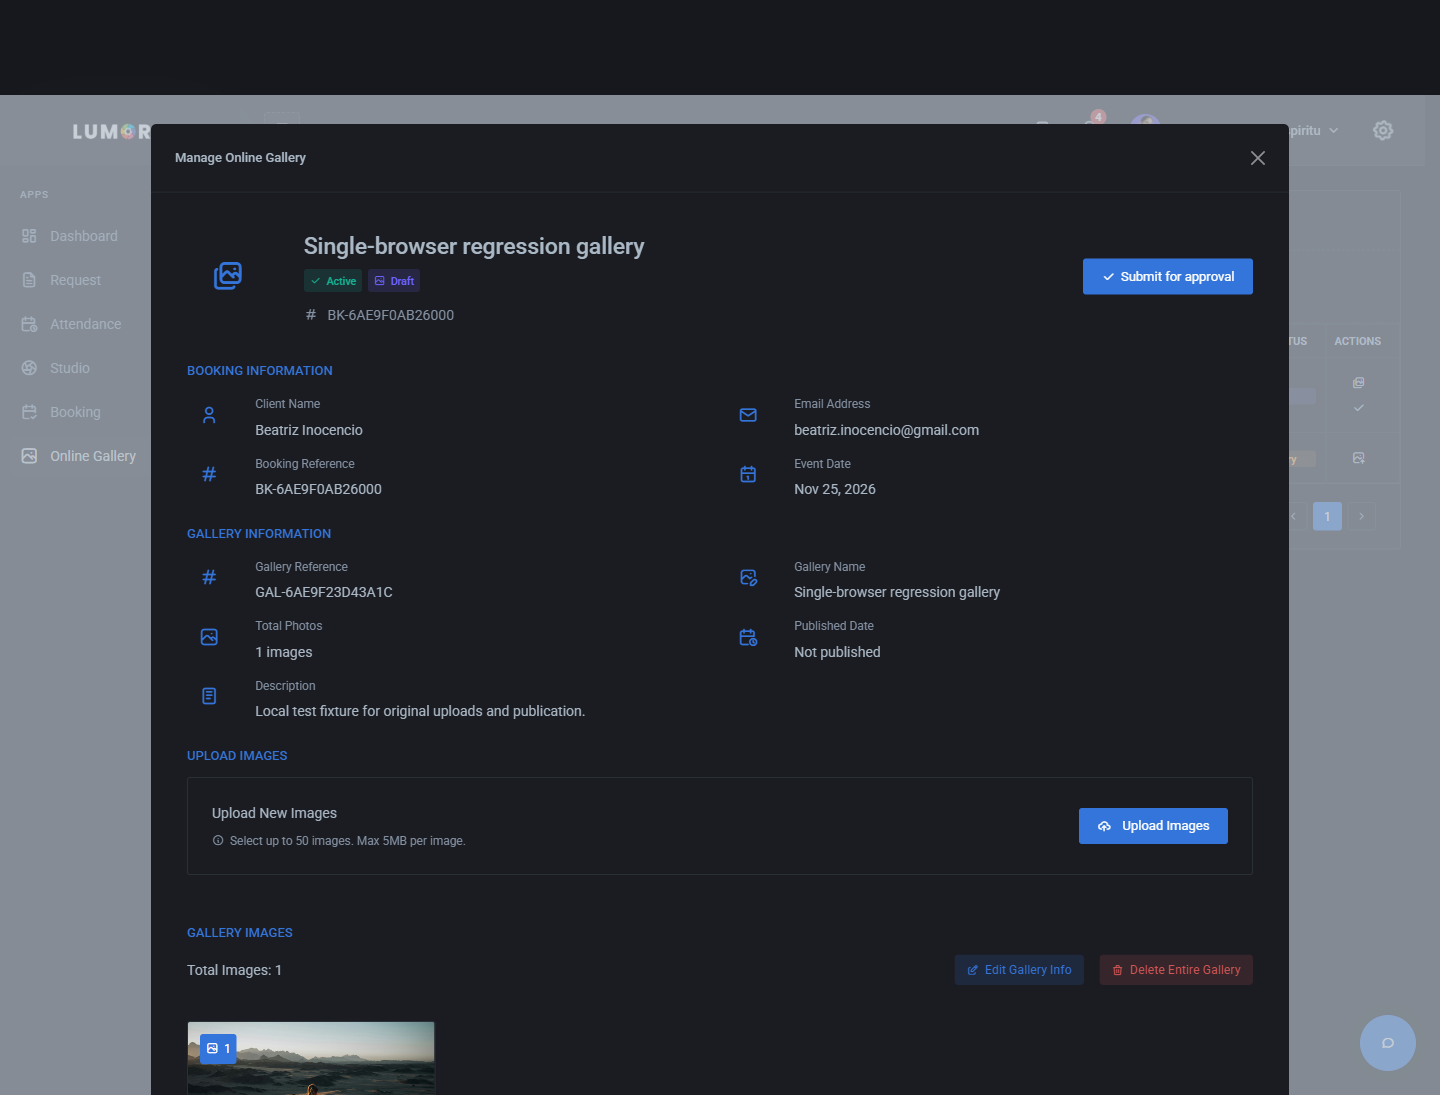 LUMOR
4
piritu
Manage Online Gallery
APPS
Dashboard
Request
Attendance
Studio
Booking
Online Gallery
Single-browser regression gallery
Active
Draft
# BK-6AE9F0AB26000
Submit for approval
TUS
ACTIONS
ry
1
BOOKING INFORMATION
Client Name
Beatriz Inocencio
Email Address
beatriz.inocencio@gmail.com
Booking Reference
BK-6AE9F0AB26000
Event Date
Nov 25, 2026
GALLERY INFORMATION
Gallery Reference
GAL-6AE9F23D43A1C
Gallery Name
Single-browser regression gallery
Total Photos
1 images
Published Date
Not published
Description
Local test fixture for original uploads and publication.
UPLOAD IMAGES
Upload New Images
Select up to 50 images. Max 5MB per image.
Upload Images
GALLERY IMAGES
Total Images: 1
Edit Gallery Info
Delete Entire Gallery
1